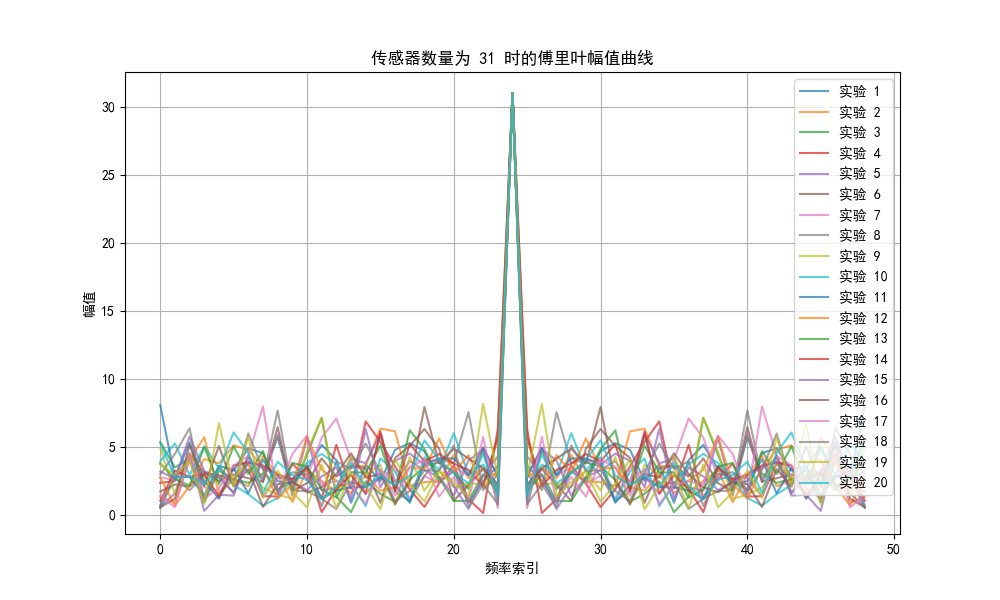 传感器数量为 31 时的傅里叶幅值曲线
幅值
30
25
20
15
10
5
0
0 10 20 30 40 50
频率索引
实验 1
实验 2
实验 3
实验 4
实验 5
实验 6
实验 7
实验 8
实验 9
实验 10
实验 11
实验 12
实验 13
实验 14
实验 15
实验 16
实验 17
实验 18
实验 19
实验 20